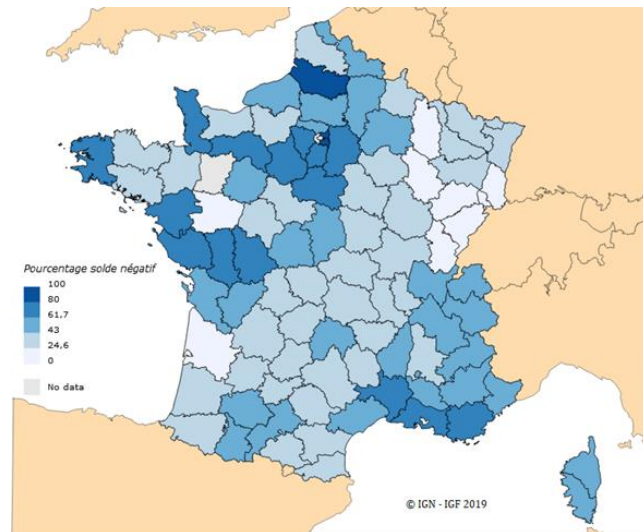 Pourcentage solde négatif
100
80
61,7
43
24,6
0
No data
© IGN - IGF 2019